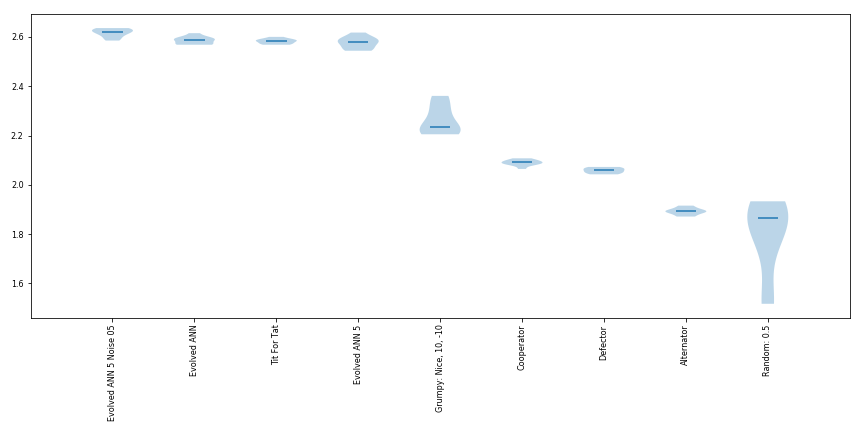 2.6
2.4
2.2
2.0
1.8
1.6
Evolved ANN 5 Noise 05
Evolved ANN
Tit For Tat
Evolved ANN 5
Grumpy: Nice, 10, -10
Cooperator
Defector
Alternator
Random: 0.5